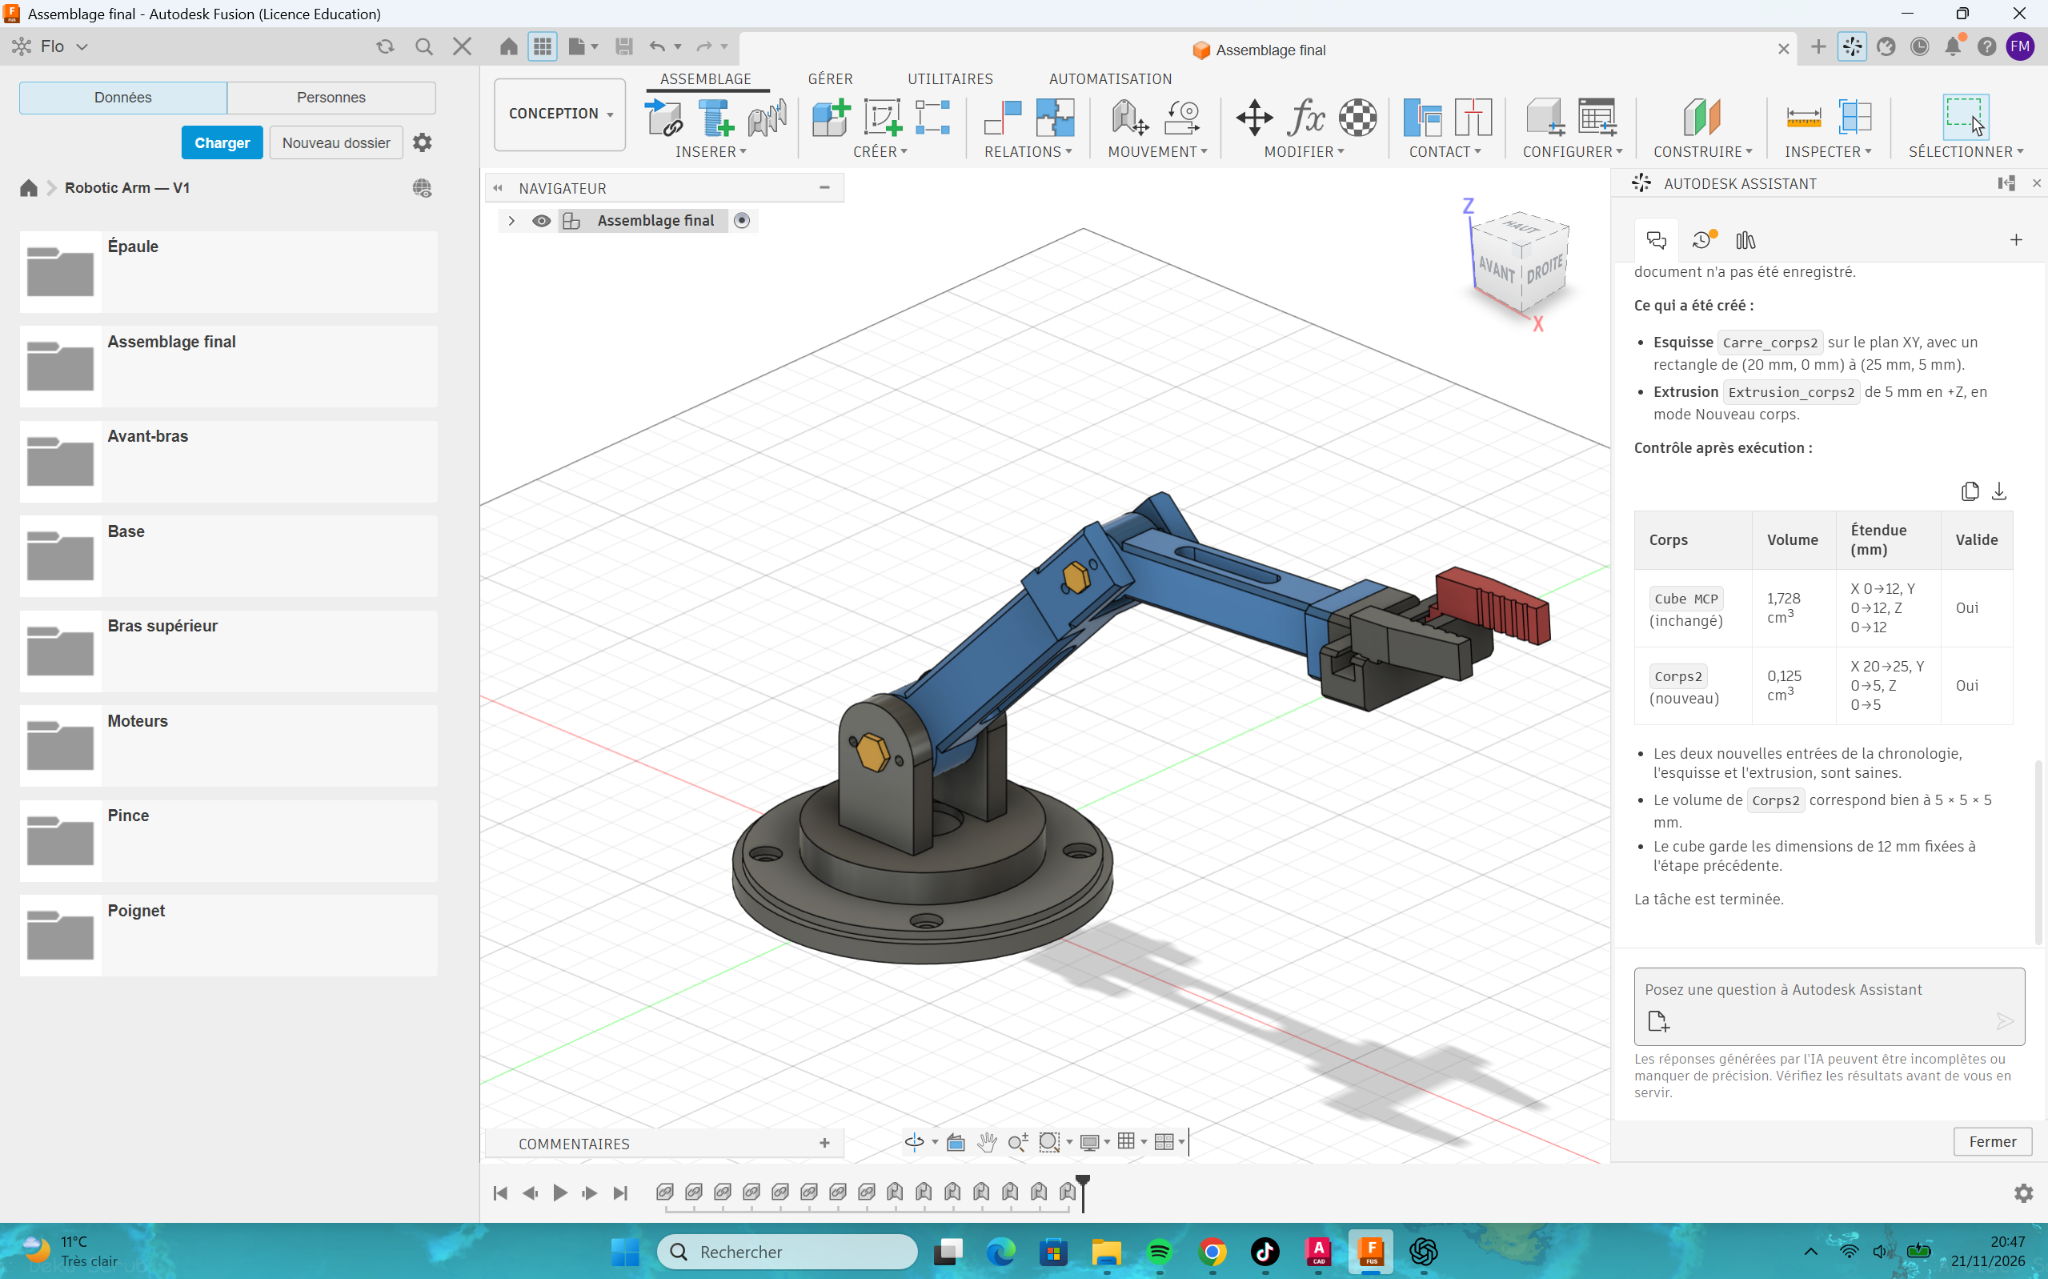 Assemblage final - Autodesk Fusion (Licence Education)
Flo
Assemblage final
FM
Données
Personnes
Charger
Nouveau dossier
Robotic Arm — V1
Épaule
Assemblage final
Avant-bras
Base
Bras supérieur
Moteurs
Pince
Poignet
CONCEPTION
ASSEMBLAGE
GÉRER
UTILITAIRES
AUTOMATISATION
INSERER
CRÉER
RELATIONS
MOUVEMENT
MODIFIER
CONTACT
CONFIGURER
CONSTRUIRE
INSPECTER
SÉLECTIONNER
NAVIGATEUR
Assemblage final
Z
HAUT
AVANT
DROITE
X
AUTODESK ASSISTANT
document n'a pas été enregistré.
Ce qui a été créé :
• Esquisse Carre_corps2 sur le plan XY, avec un
rectangle de (20 mm, 0 mm) à (25 mm, 5 mm).
• Extrusion Extrusion_corps2 de 5 mm en +Z, en
mode Nouveau corps.
Contrôle après exécution :
Corps Volume Étendue (mm) Valide
Cube MCP (inchangé) 1,728 cm³ X 0→12, Y 0→12, Z 0→12 Oui
Corps2 (nouveau) 0,125 cm³ X 20→25, Y 0→5, Z 0→5 Oui
• Les deux nouvelles entrées de la chronologie,
l'esquisse et l'extrusion, sont saines.
• Le volume de Corps2 correspond bien à 5 × 5 × 5
mm.
• Le cube garde les dimensions de 12 mm fixées à
l'étape précédente.
La tâche est terminée.
Posez une question à Autodesk Assistant
Les réponses générées par l'IA peuvent être incomplètes ou
manquer de précision. Vérifiez les résultats avant de vous en
servir.
Fermer
COMMENTAIRES
11°C
Très clair
Rechercher
20:47
21/11/2026